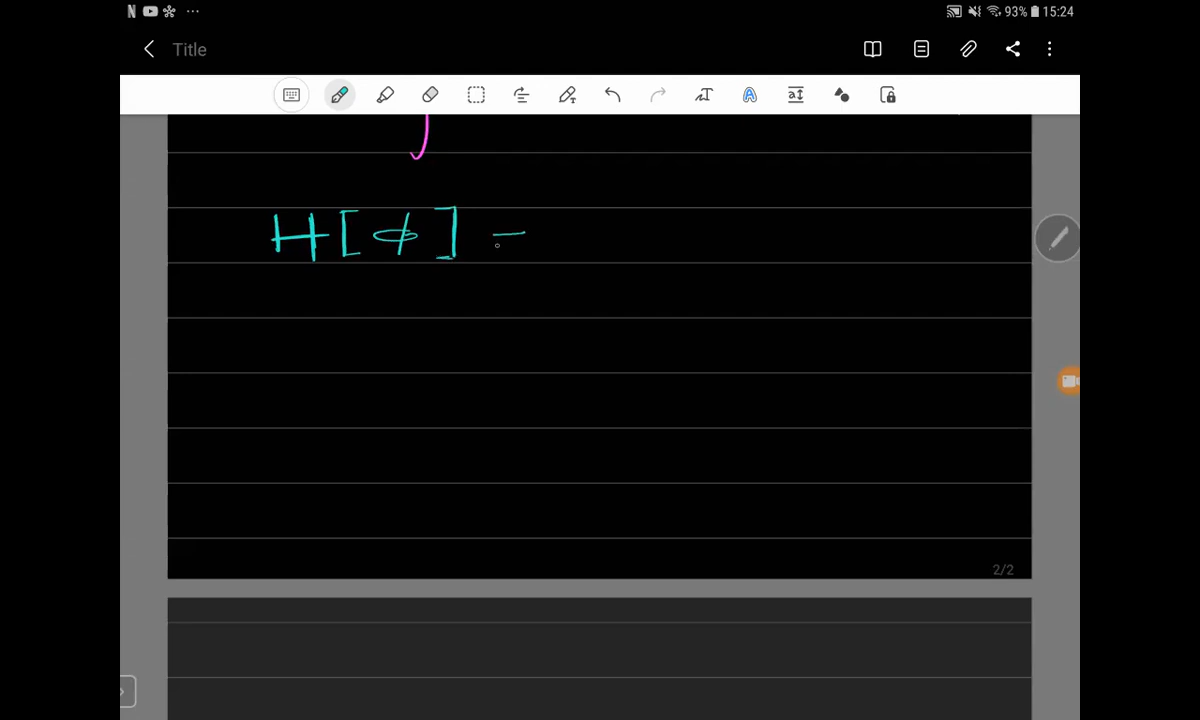 N ... 93% 15:24
Title
H[ϕ] =
2/2